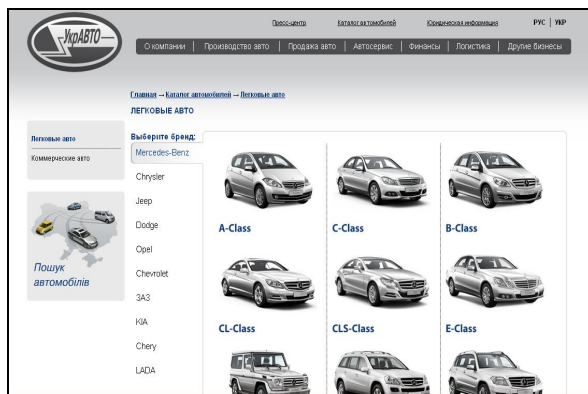 УкрАВТО
Пресс-центр Каталог автомобилей Юридическая информация РУС | УКР
О компании | Производство авто | Продажа авто | Автосервис | Финансы | Логистика | Другие бизнесы
Главная → Каталог автомобилей → Легковые авто
ЛЕГКОВЫЕ АВТО
Легковые авто
Коммерческие авто
Пошук
автомобілів
Выберите бренд:
Mercedes-Benz
Chrysler
Jeep
Dodge
Opel
Chevrolet
ЗАЗ
KIA
Chery
LADA
A-Class C-Class B-Class
CL-Class CLS-Class E-Class